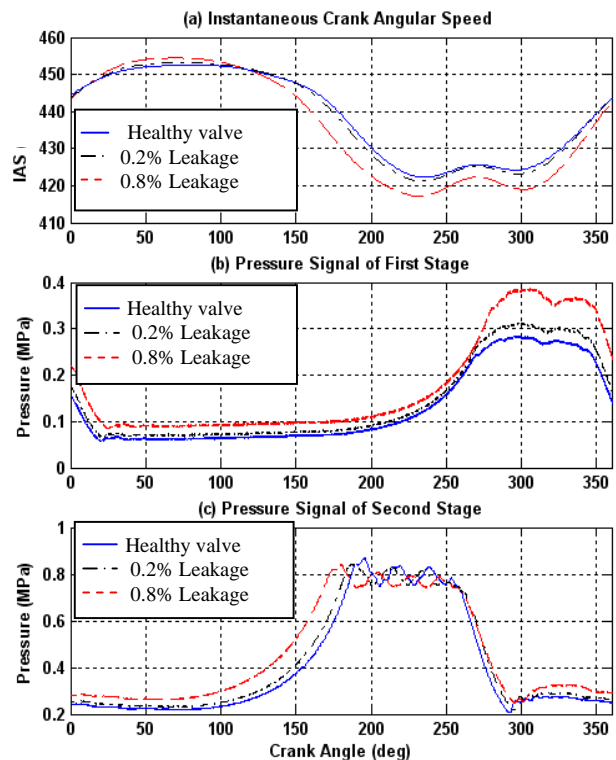 (a) Instantaneous Crank Angular Speed
460
450
440
430
420
410
IAS
Healthy valve
0.2% Leakage
0.8% Leakage
0 50 100 150 200 250 300 350
(b) Pressure Signal of First Stage
0.4
0.3
0.2
0.1
0
Pressure (MPa)
Healthy valve
0.2% Leakage
0.8% Leakage
0 50 100 150 200 250 300 350
(c) Pressure Signal of Second Stage
1
0.8
0.6
0.4
0.2
Pressure (MPa)
Healthy valve
0.2% Leakage
0.8% Leakage
0 50 100 150 200 250 300 350
Crank Angle (deg)